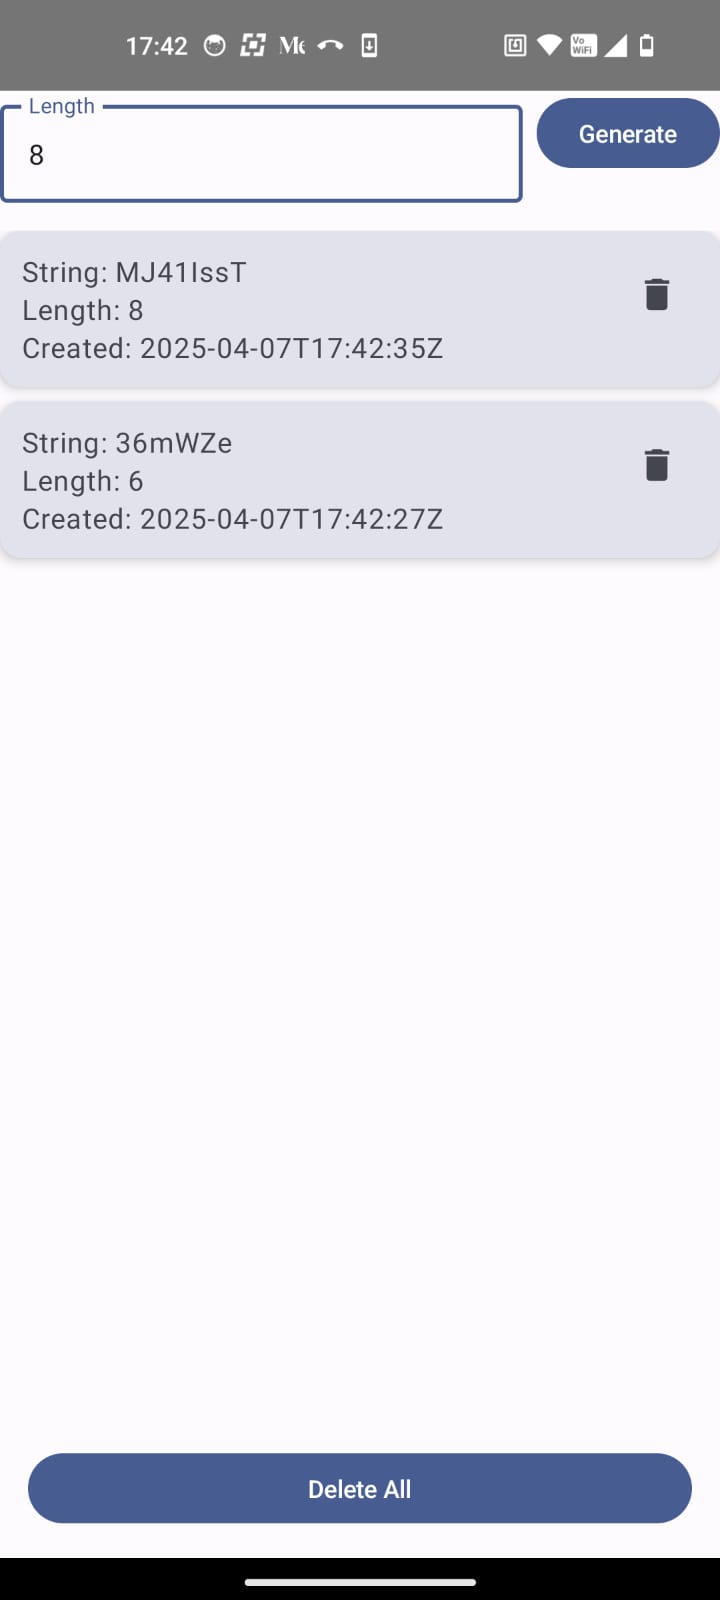 17:42
Vo
WiFi
Length
8
Generate
String: MJ41IssT
Length: 8
Created: 2025-04-07T17:42:35Z
String: 36mWZe
Length: 6
Created: 2025-04-07T17:42:27Z
Delete All